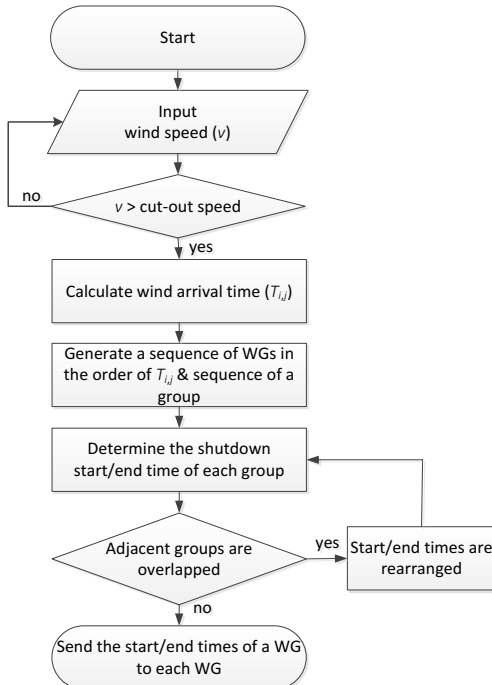 Start
Input
wind speed (v)
no
v > cut-out speed
yes
Calculate wind arrival time (Ti,j)
Generate a sequence of WGs in
the order of Ti,j & sequence of a
group
Determine the shutdown
start/end time of each group
Adjacent groups are
overlapped
yes
Start/end times are
rearranged
no
Send the start/end times of a WG
to each WG